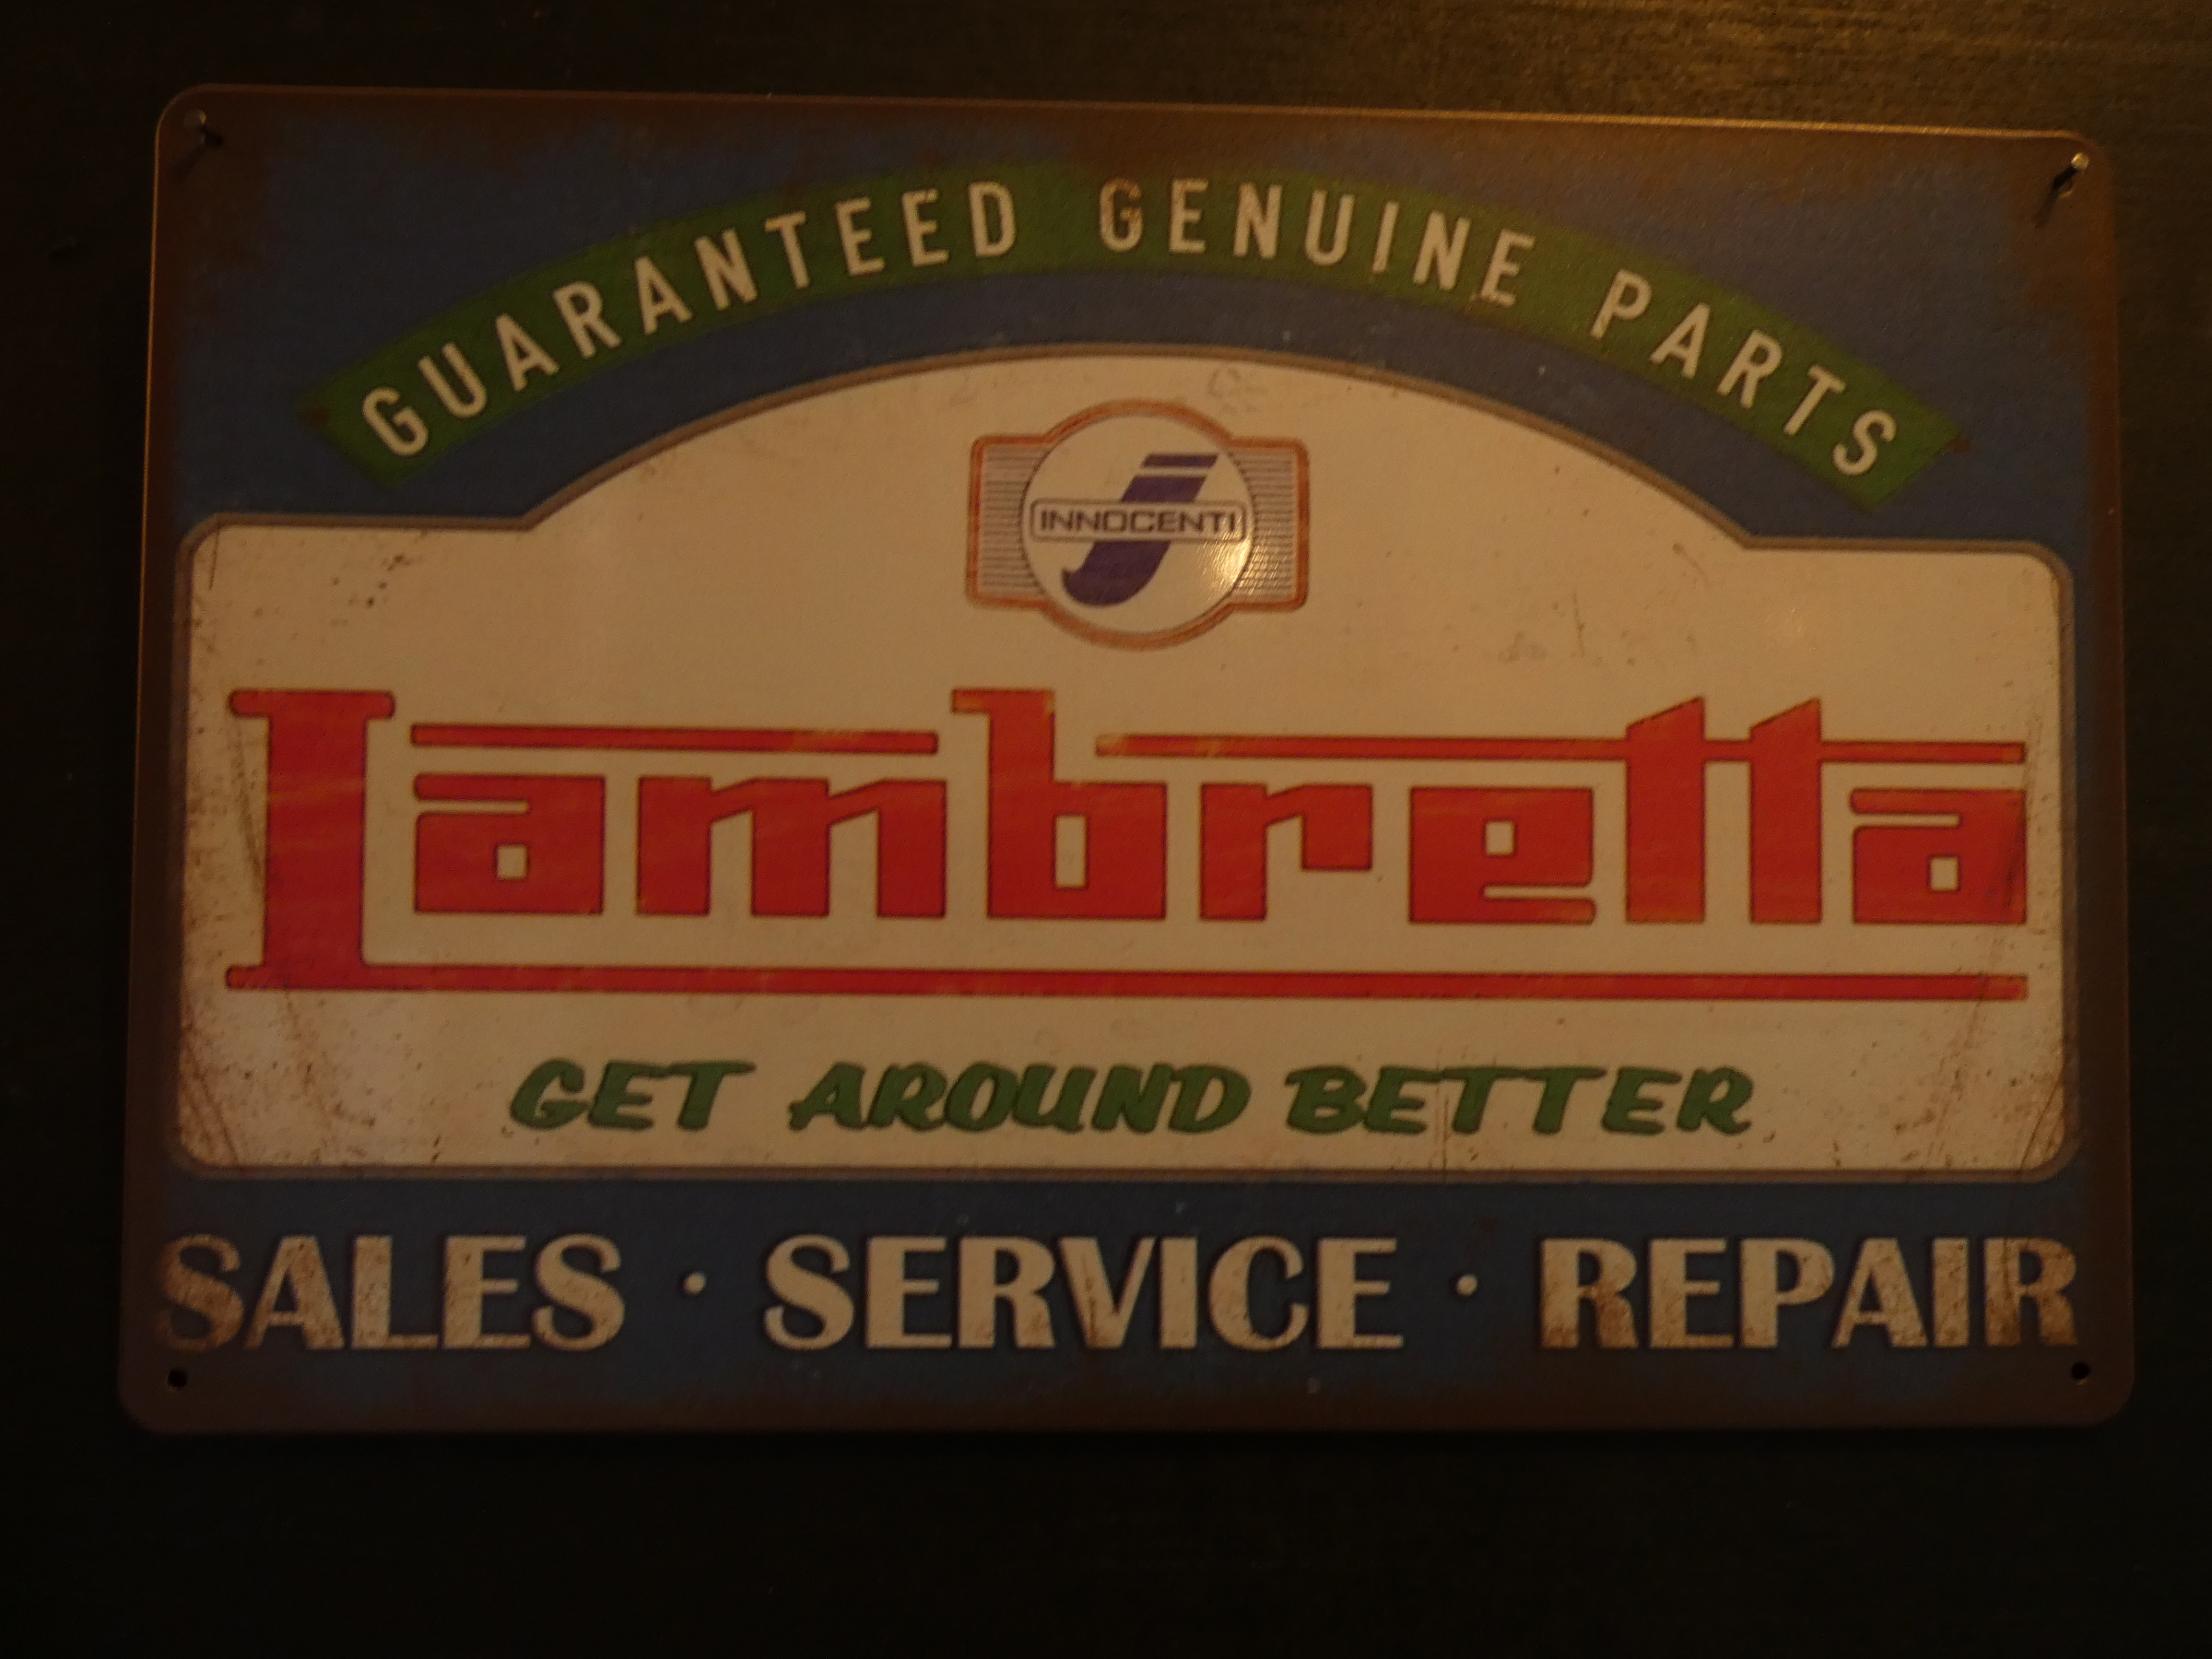 GUARANTEED GENUINE PARTS
INNOCENTI
Lambretta
GET AROUND BETTER
SALES · SERVICE · REPAIR